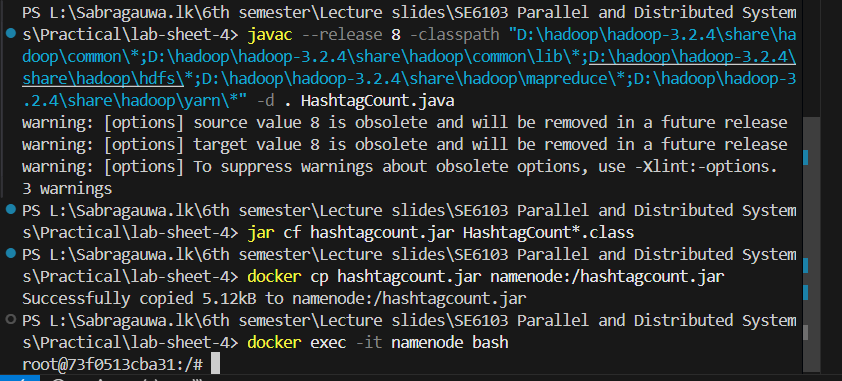 PS L:\Sabragauwa.lk\6th semester\Lecture slides\SE6103 Parallel and Distributed System
s\Practical\lab-sheet-4> javac --release 8 -classpath "D:\hadoop\hadoop-3.2.4\share\ha
doop\common\*;D:\hadoop\hadoop-3.2.4\share\hadoop\common\lib\*;D:\hadoop\hadoop-3.2.4\
share\hadoop\hdfs\*;D:\hadoop\hadoop-3.2.4\share\hadoop\mapreduce\*;D:\hadoop\hadoop-3
.2.4\share\hadoop\yarn\*" -d . HashtagCount.java
warning: [options] source value 8 is obsolete and will be removed in a future release
warning: [options] target value 8 is obsolete and will be removed in a future release
warning: [options] To suppress warnings about obsolete options, use -Xlint:-options.
3 warnings
PS L:\Sabragauwa.lk\6th semester\Lecture slides\SE6103 Parallel and Distributed System
s\Practical\lab-sheet-4> jar cf hashtagcount.jar HashtagCount*.class
PS L:\Sabragauwa.lk\6th semester\Lecture slides\SE6103 Parallel and Distributed System
s\Practical\lab-sheet-4> docker cp hashtagcount.jar namenode:/hashtagcount.jar
Successfully copied 5.12kB to namenode:/hashtagcount.jar
PS L:\Sabragauwa.lk\6th semester\Lecture slides\SE6103 Parallel and Distributed System
s\Practical\lab-sheet-4> docker exec -it namenode bash
root@73f0513cba31:/#